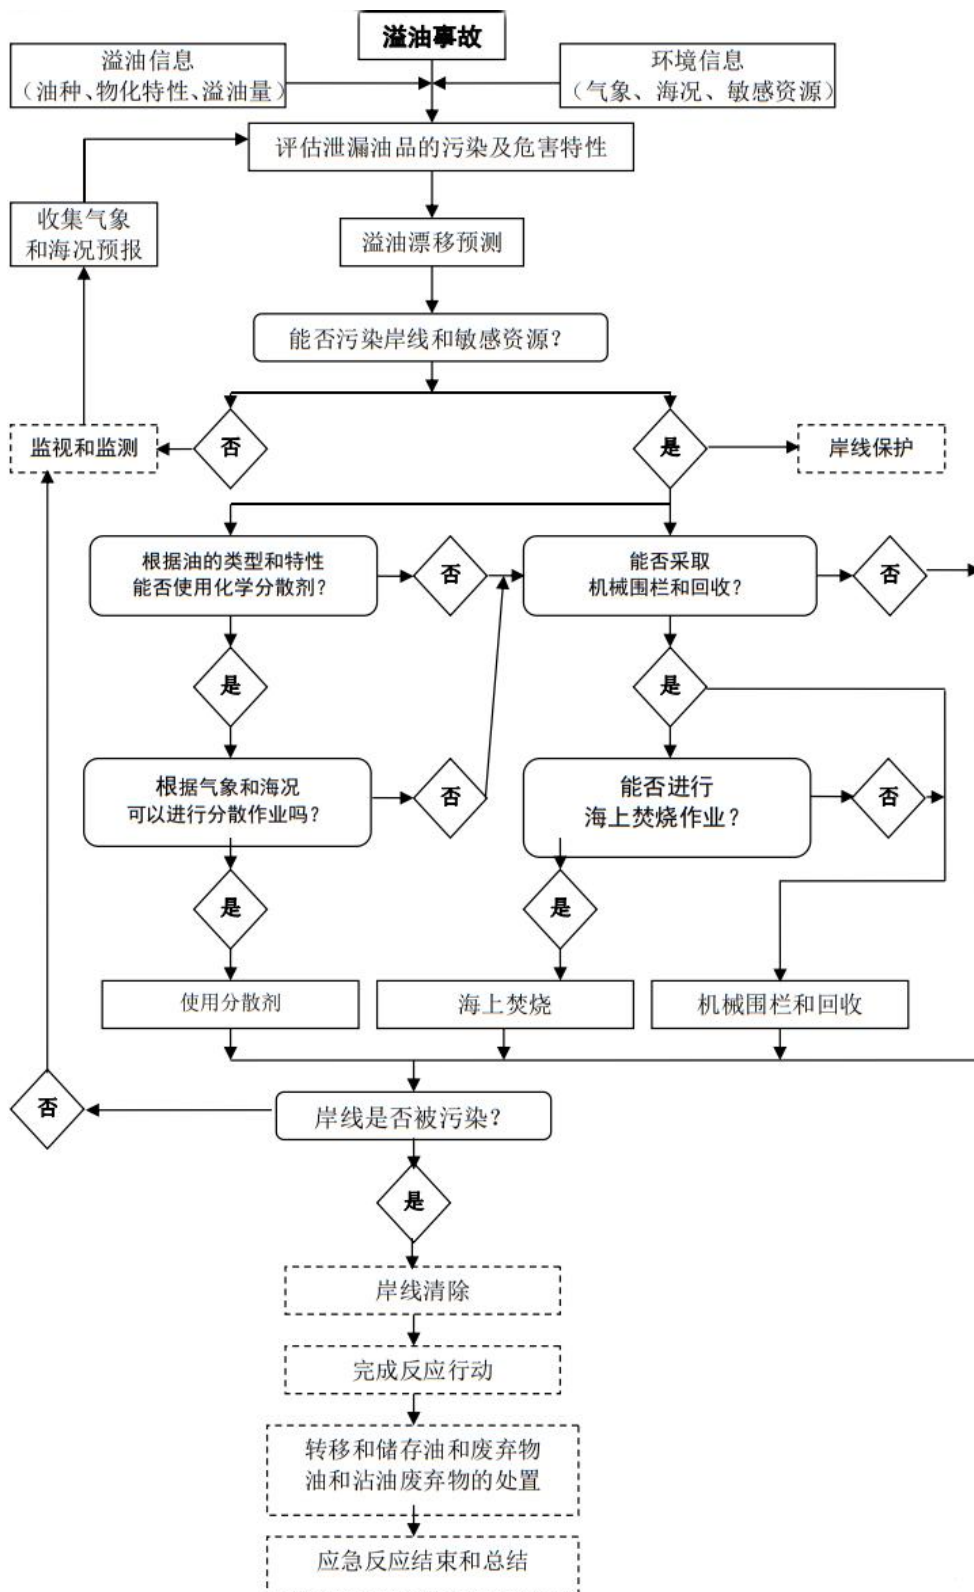 溢油事故
溢油信息
（油种、物化特性、溢油量）
环境信息
（气象、海况、敏感资源）
评估泄漏油品的污染及危害特性
收集气象
和海况预报
溢油漂移预测
能否污染岸线和敏感资源？
监视和监测
否
是
岸线保护
根据油的类型和特性
能否使用化学分散剂？
否
能否采取
机械围栏和回收？
否
是
是
根据气象和海况
可以进行分散作业吗？
否
能否进行
海上焚烧作业？
否
是
是
使用分散剂
海上焚烧
机械围栏和回收
否
岸线是否被污染？
是
岸线清除
完成反应行动
转移和储存油和废弃物
油和沾油废弃物的处置
应急反应结束和总结